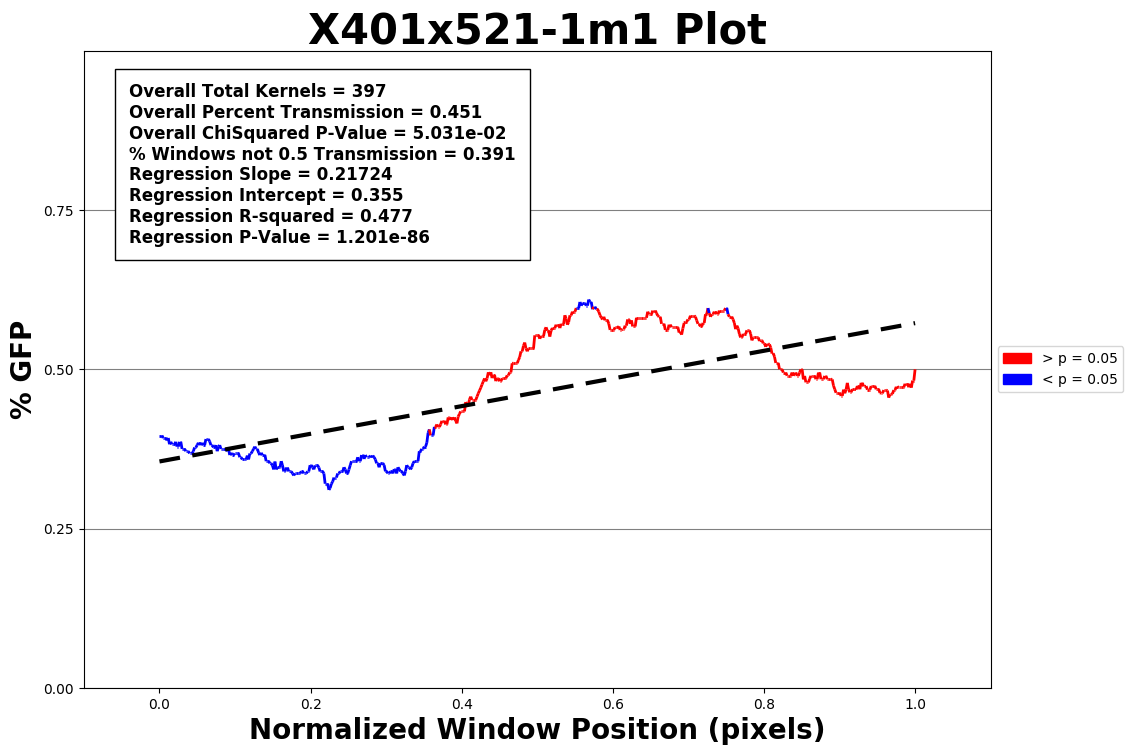 X401x521-1m1 Plot
Overall Total Kernels = 397
Overall Percent Transmission = 0.451
Overall ChiSquared P-Value = 5.031e-02
% Windows not 0.5 Transmission = 0.391
Regression Slope = 0.21724
Regression Intercept = 0.355
Regression R-squared = 0.477
Regression P-Value = 1.201e-86
% GFP
0.75
0.50
0.25
0.00
> p = 0.05
< p = 0.05
0.0 0.2 0.4 0.6 0.8 1.0
Normalized Window Position (pixels)